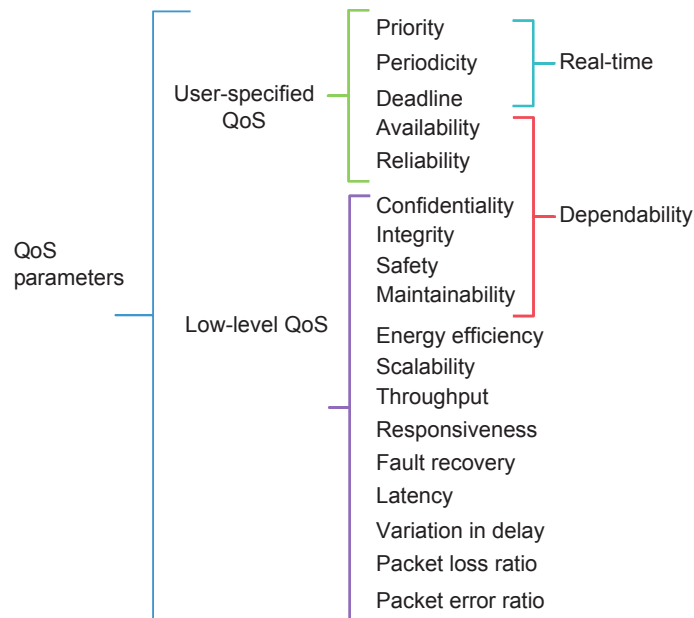 QoS
parameters
User-specified
QoS
Priority
Periodicity
Deadline
Availability
Reliability
Real-time
Low-level QoS
Confidentiality
Integrity
Safety
Maintainability
Dependability
Energy efficiency
Scalability
Throughput
Responsiveness
Fault recovery
Latency
Variation in delay
Packet loss ratio
Packet error ratio